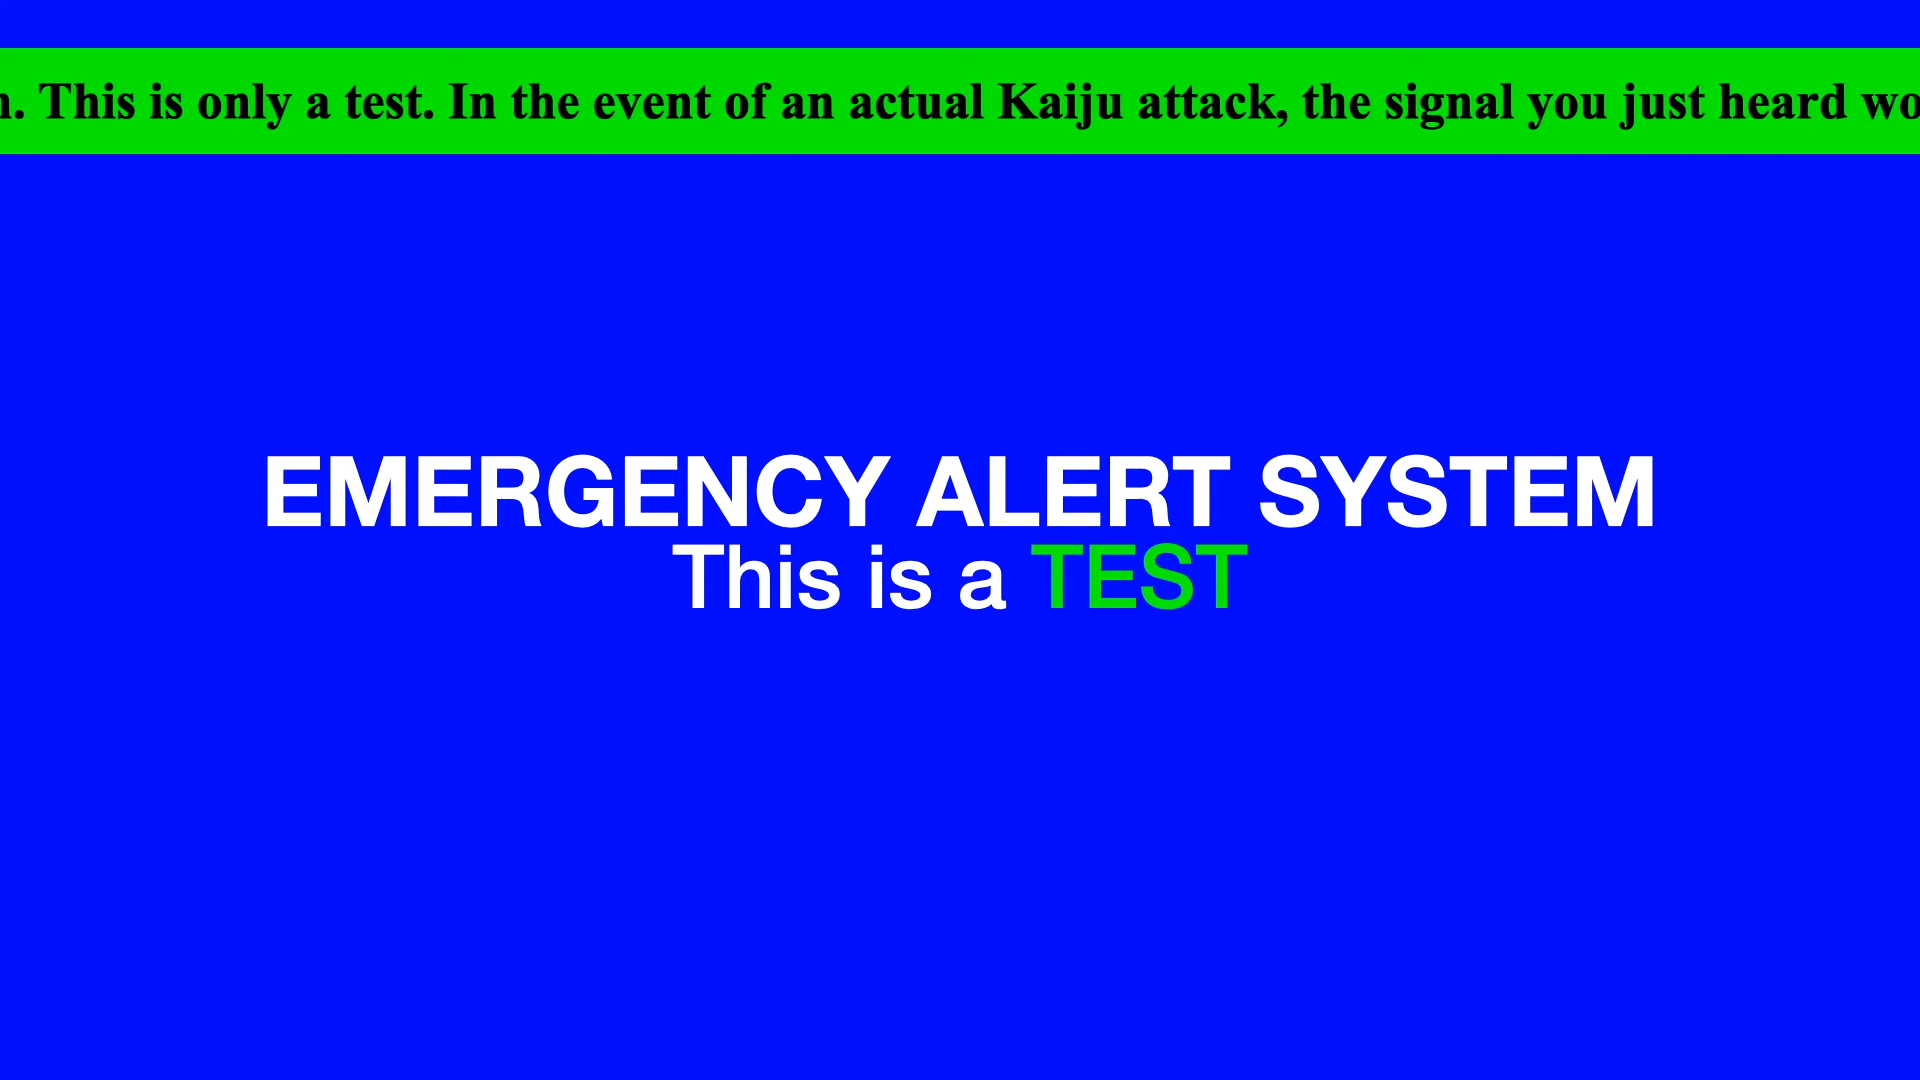 . This is only a test. In the event of an actual Kaiju attack, the signal you just heard
EMERGENCY ALERT SYSTEM
This is a TEST